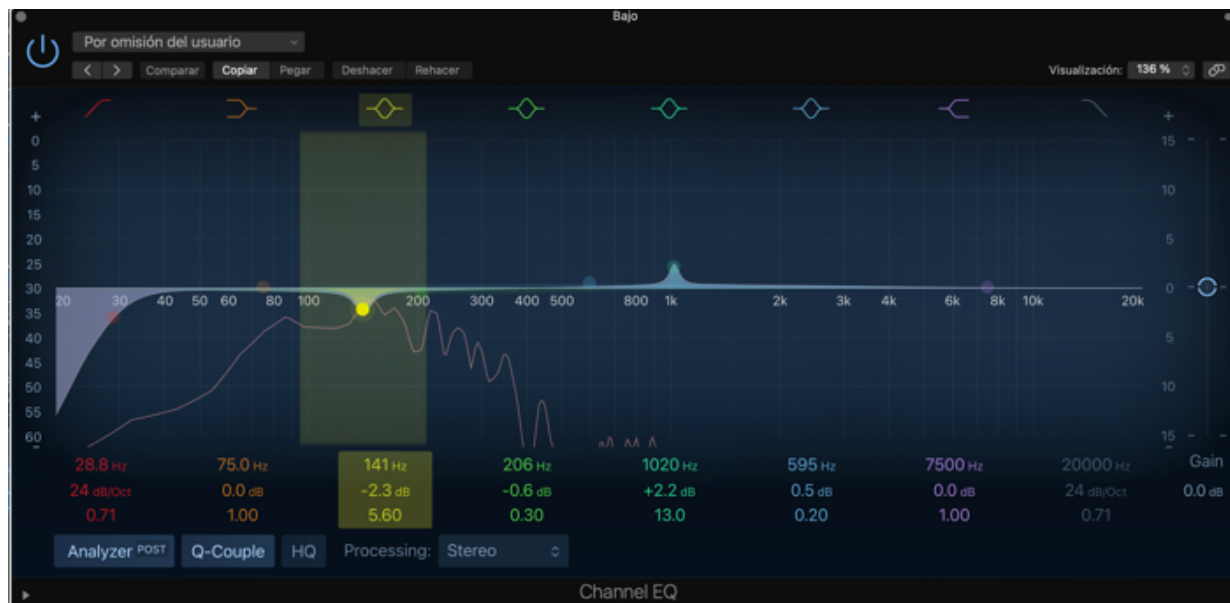 Bajo
Por omisión del usuario
Comparar Copiar Pegar Deshacer Rehacer Visualización: 136 %
+ +
0 15
5
10 10
15
20 5
25
30 20 30 40 50 60 80 100 200 300 400 500 800 1k 2k 3k 4k 6k 8k 10k 20k 0
35
40 5
45
50 10
55
60 15
- -
28.8 Hz 75.0 Hz 141 Hz 206 Hz 1020 Hz 595 Hz 7500 Hz 20000 Hz Gain
24 dB/Oct 0.0 dB -2.3 dB -0.6 dB +2.2 dB 0.5 dB 0.0 dB 24 dB/Oct 0.0 dB
0.71 1.00 5.60 0.30 13.0 0.20 1.00 0.71
Analyzer POST Q-Couple HQ Processing: Stereo
Channel EQ